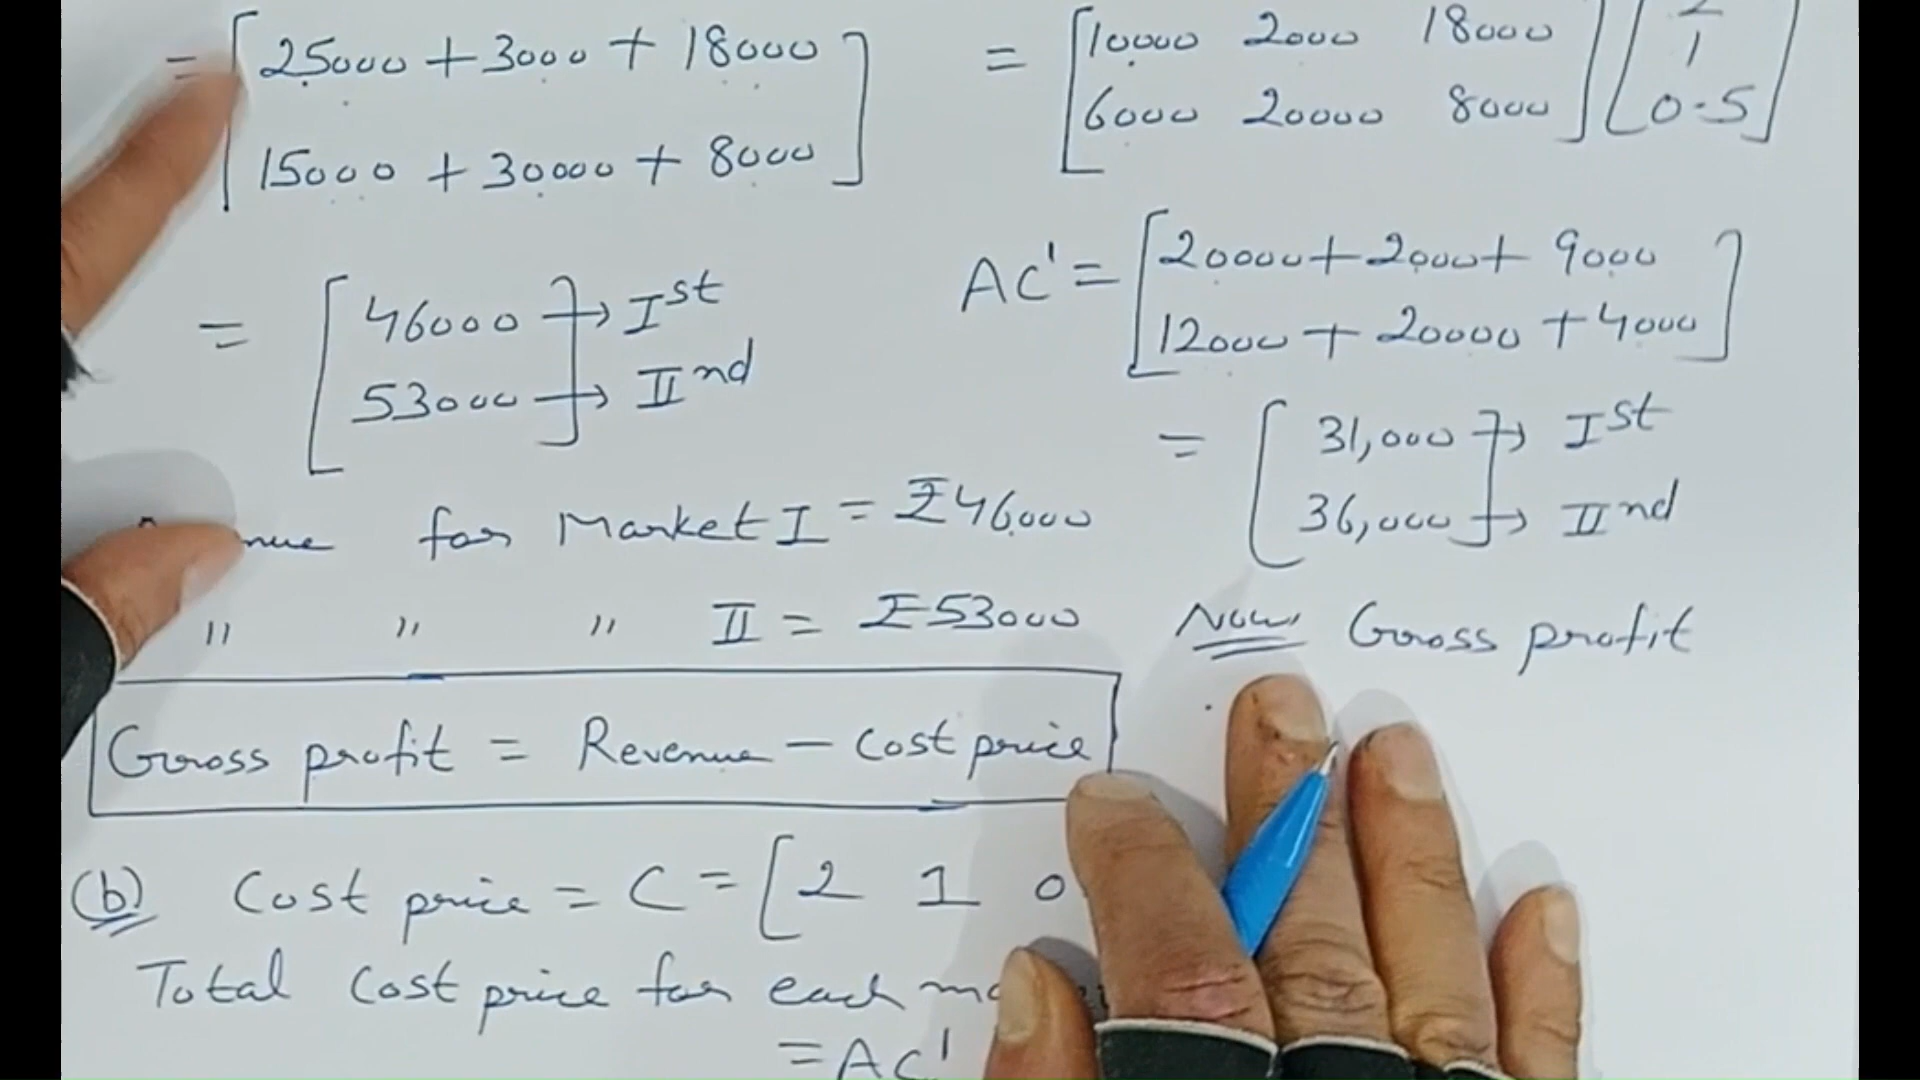 = [25000 + 3000 + 18000
15000 + 30000 + 8000]
= [46000 → Ist
53000 → IInd]
for Market I = ₹46000
" " " II = ₹53000
Gross profit = Revenue − Cost price
(b) Cost price = C = [2 1 0
Total Cost price for each
= AC'
= [10000 2000 18000
6000 20000 8000] [
1
0.5]
AC' = [20000 + 2000 + 9000
12000 + 20000 + 4000]
= [31,000 → Ist
36,000 → IInd]
Now Gross profit